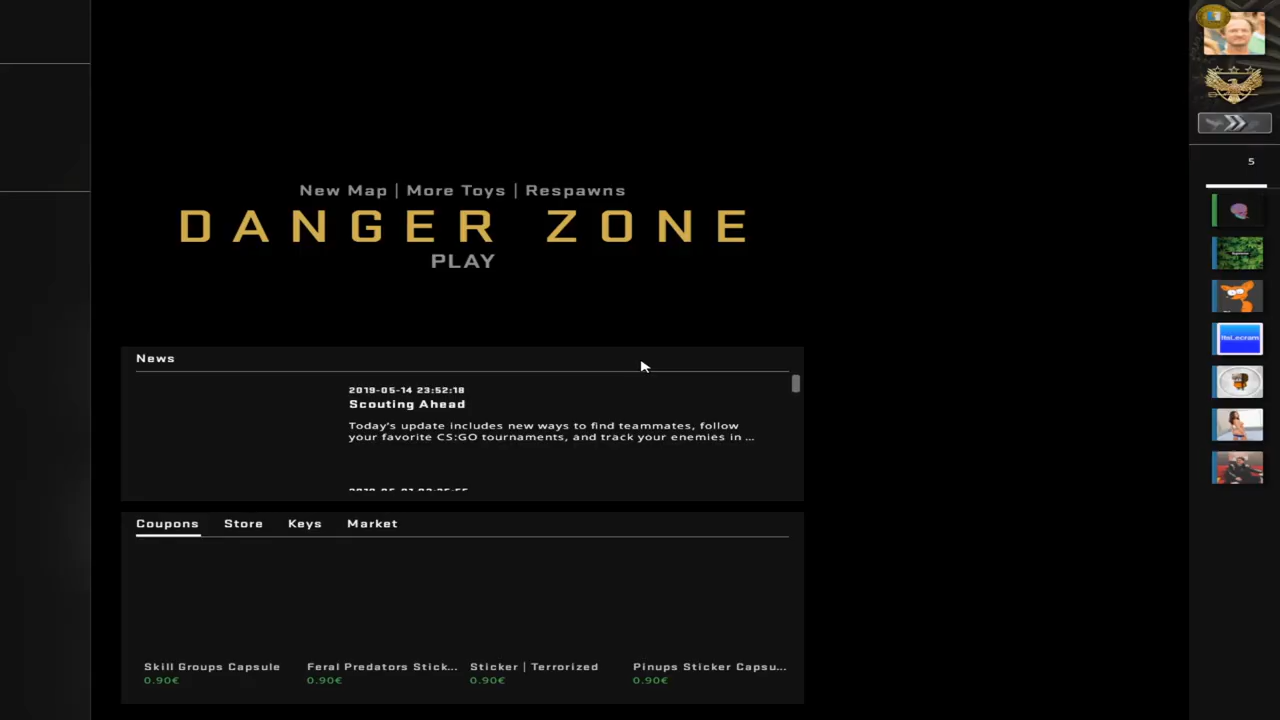 New Map | More Toys | Respawns
DANGER ZONE
PLAY
5
News
2019-05-14 23:52:18
Scouting Ahead
Today's update includes new ways to find teammates, follow
your favorite CS:GO tournaments, and track your enemies in ...
Coupons Store Keys Market
Skill Groups Capsule Feral Predators Stick... Sticker | Terrorized Pinups Sticker Capsu...
0.90€ 0.90€ 0.90€ 0.90€